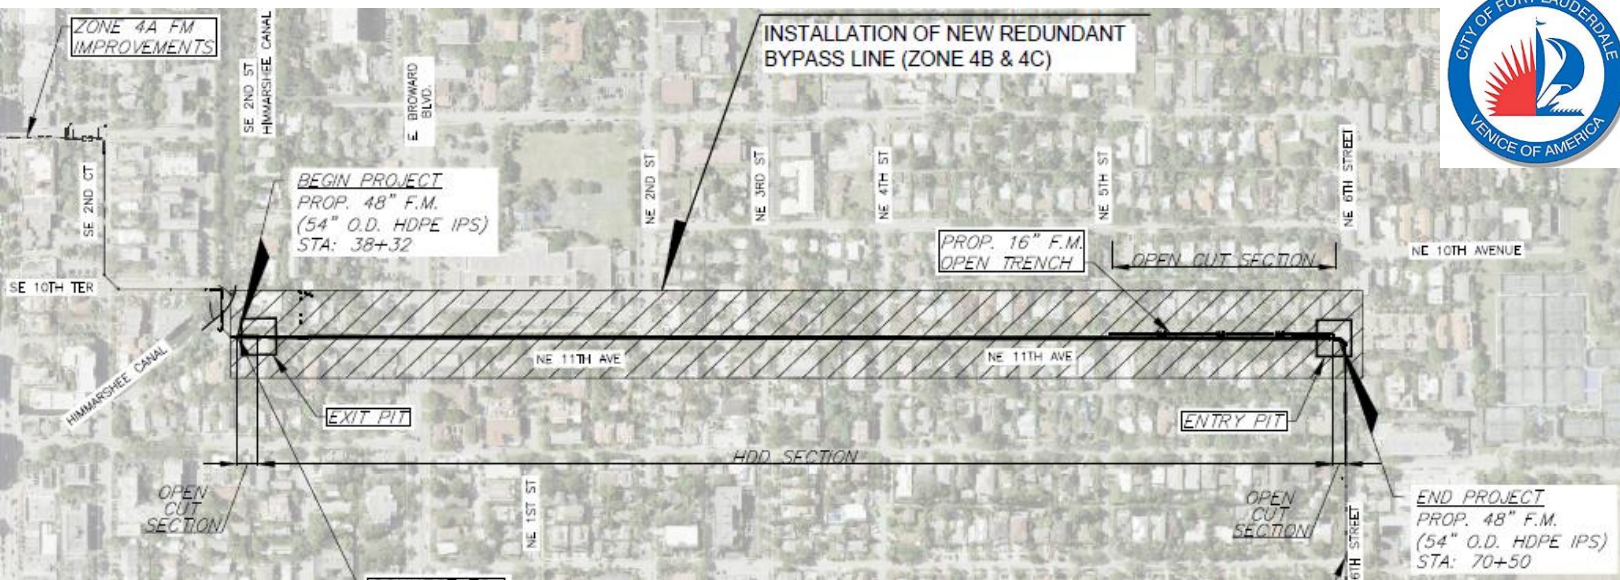 ZONE 4A FM
IMPROVEMENTS
SE 2ND ST
HIMMARSHEE CANAL
E. BROWARD
BLVD.
INSTALLATION OF NEW REDUNDANT
BYPASS LINE (ZONE 4B & 4C)
CITY OF FORT LAUDERDALE
VENICE OF AMERICA
SE 2ND CT
BEGIN PROJECT
PROP. 48" F.M.
(54" O.D. HDPE IPS)
STA: 38+32
NE 2ND ST
NE 3RD ST
NE 4TH ST
NE 5TH ST
NE 6TH STREET
PROP. 16" F.M.
OPEN TRENCH
OPEN CUT SECTION
NE 10TH AVENUE
SE 10TH TER
HIMMARSHEE CANAL
NE 11TH AVE
NE 11TH AVE
EXIT PIT
ENTRY PIT
HDD SECTION
OPEN
CUT
SECTION
NE 1ST ST
OPEN
CUT
SECTION
6TH STREET
END PROJECT
PROP. 48" F.M.
(54" O.D. HDPE IPS)
STA: 70+50